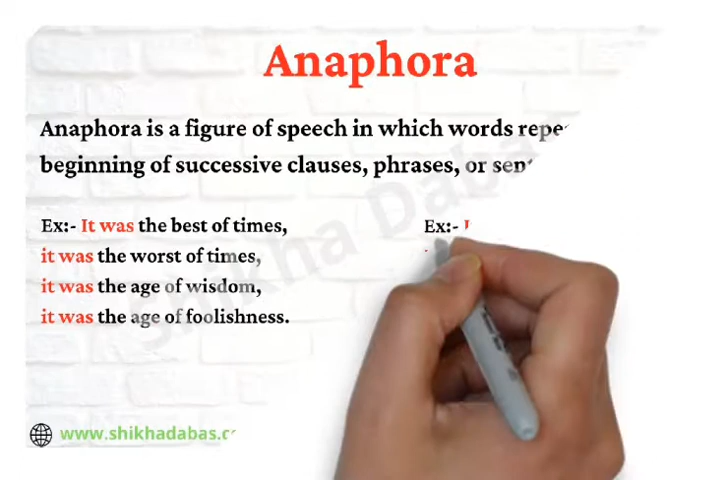 Anaphora
Anaphora is a figure of speech in which words
beginning of successive clauses, phrases, or
Ex:- It was the best of times,
it was the worst of times,
it was the age of wisdom,
it was the age of foolishness.
Ex:-
Shikha Dabas
www.shikhadabas.c